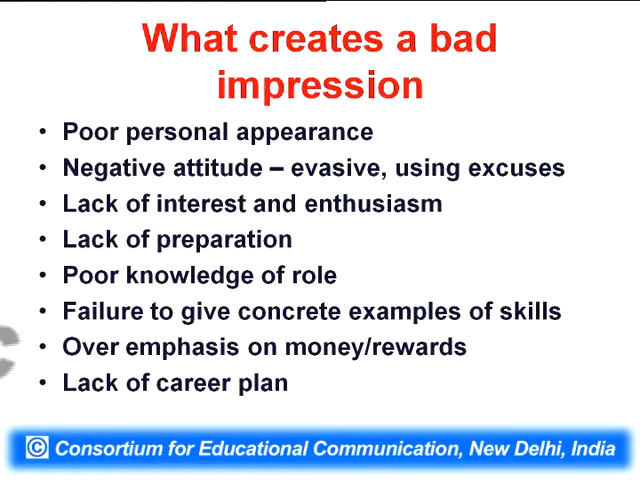 What creates a bad
impression
• Poor personal appearance
• Negative attitude – evasive, using excuses
• Lack of interest and enthusiasm
• Lack of preparation
• Poor knowledge of role
• Failure to give concrete examples of skills
• Over emphasis on money/rewards
• Lack of career plan
© Consortium for Educational Communication, New Delhi, India